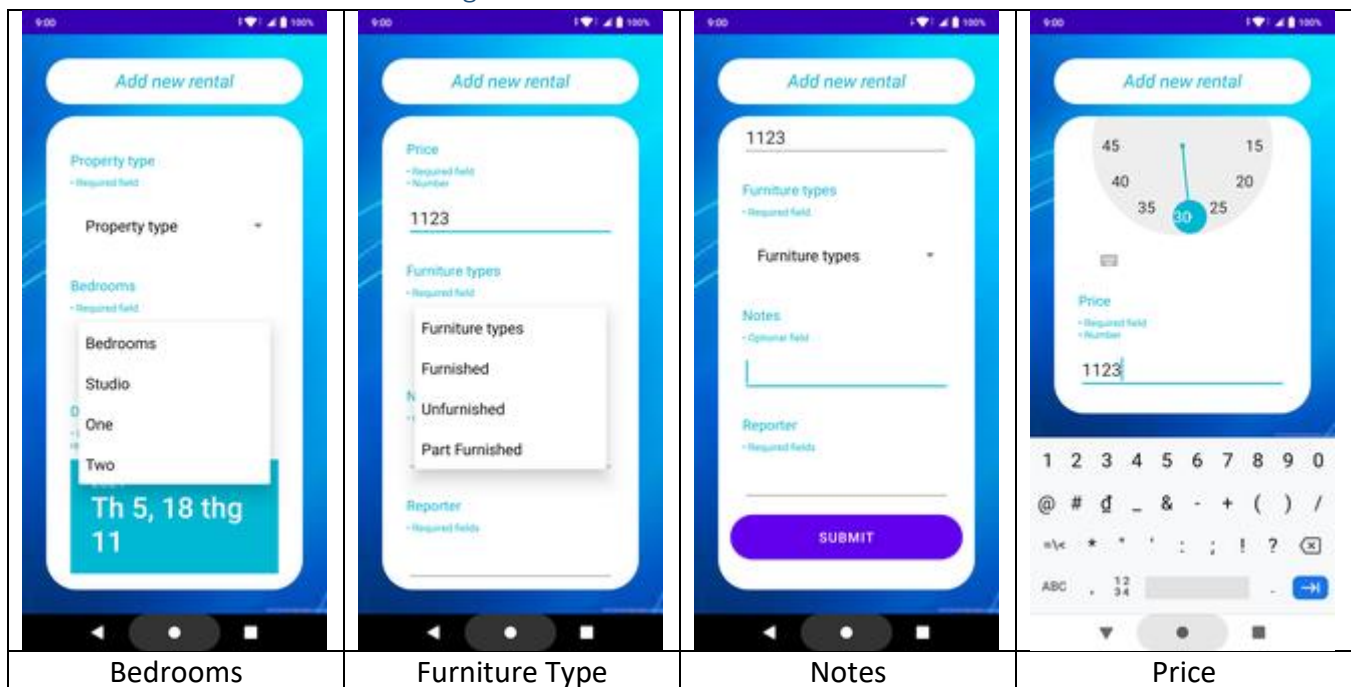 9:00 100%
Add new rental
Property type
• Required field
Property type
Bedrooms
• Required field
Bedrooms
Studio
One
Two
Th 5, 18 thg
11
Bedrooms
9:00 100%
Add new rental
Price
• Required field
• Number
1123
Furniture types
• Required field
Furniture types
Furnished
Unfurnished
Part Furnished
Reporter
• Required fields
Furniture Type
9:00 100%
Add new rental
1123
Furniture types
• Required field
Furniture types
Notes
• Optional field
Reporter
• Required fields
SUBMIT
Notes
9:00 100%
Add new rental
45 15
40 20
35 30 25
Price
• Required field
• Number
1123
1 2 3 4 5 6 7 8 9 0
@ # ₫ _ & - + ( ) /
=\< * " ' : ; ! ?
ABC , 12 .
34
Price